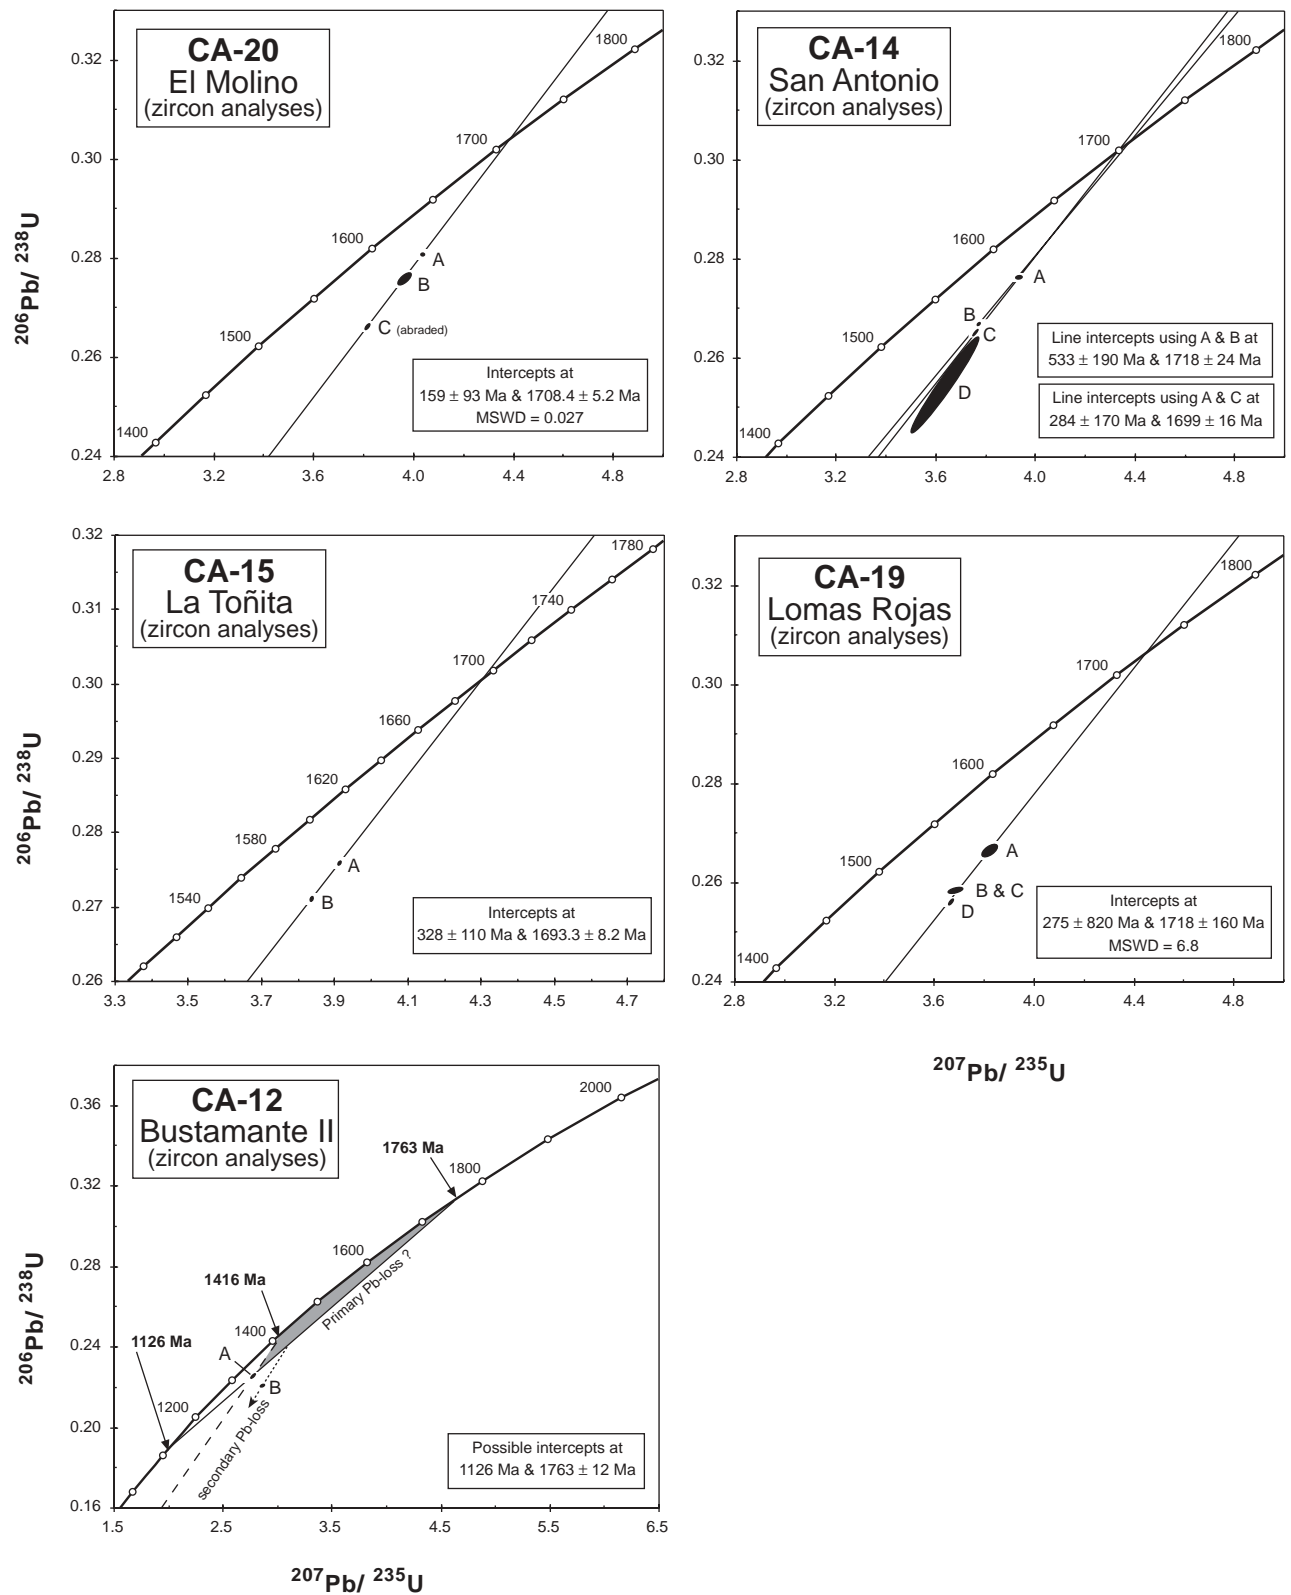 CA-20
El Molino
(zircon analyses)
0.32
0.30
0.28
0.26
0.24
2.8
3.2
3.6
4.0
4.4
4.8
1400
1500
1600
1700
1800
A
B
C (abraded)
Intercepts at
159 ± 93 Ma & 1708.4 ± 5.2 Ma
MSWD = 0.027
206Pb/ 238U
CA-14
San Antonio
(zircon analyses)
0.32
0.30
0.28
0.26
0.24
2.8
3.2
3.6
4.0
4.4
4.8
1400
1500
1600
1700
1800
A
B
C
D
Line intercepts using A & B at
533 ± 190 Ma & 1718 ± 24 Ma
Line intercepts using A & C at
284 ± 170 Ma & 1699 ± 16 Ma
CA-15
La Toñita
(zircon analyses)
0.32
0.31
0.30
0.29
0.28
0.27
0.26
3.3
3.5
3.7
3.9
4.1
4.3
4.5
4.7
1540
1580
1620
1660
1700
1740
1780
A
B
Intercepts at
328 ± 110 Ma & 1693.3 ± 8.2 Ma
206Pb/ 238U
CA-19
Lomas Rojas
(zircon analyses)
0.32
0.30
0.28
0.26
0.24
2.8
3.2
3.6
4.0
4.4
4.8
1400
1500
1600
1700
1800
A
B & C
D
Intercepts at
275 ± 820 Ma & 1718 ± 160 Ma
MSWD = 6.8
207Pb/ 235U
CA-12
Bustamante II
(zircon analyses)
0.36
0.32
0.28
0.24
0.20
0.16
1.5
2.5
3.5
4.5
5.5
6.5
1200
1400
1600
1800
2000
1763 Ma
1416 Ma
1126 Ma
A
B
Primary Pb-loss ?
secondary Pb-loss
Possible intercepts at
1126 Ma & 1763 ± 12 Ma
206Pb/ 238U
207Pb/ 235U